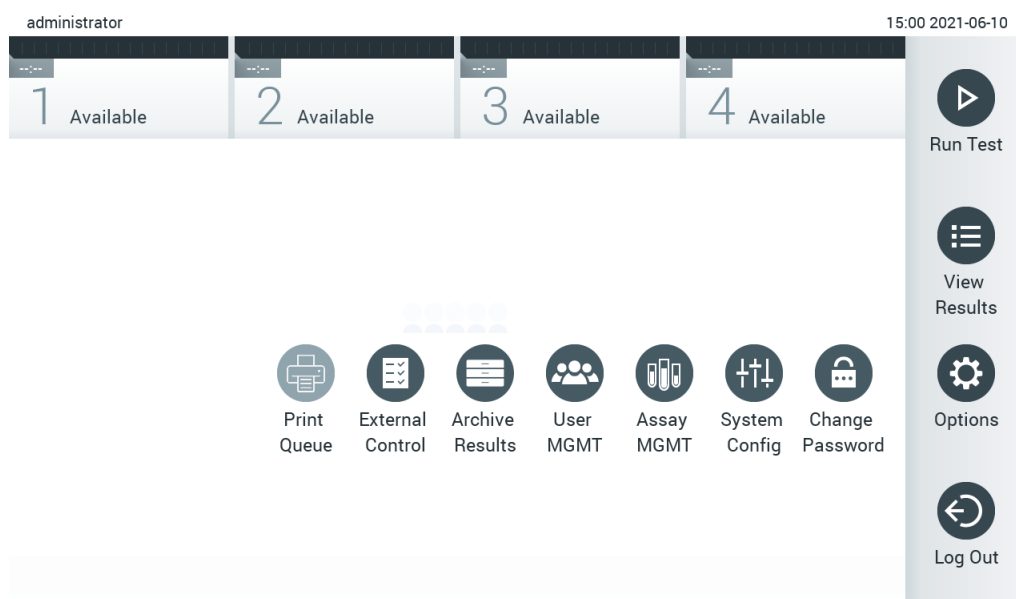 administrator 15:00 2021-06-10
--:-- --:-- --:-- --:--
1 Available 2 Available 3 Available 4 Available
Run Test
View
Results
Print External Archive User Assay System Change
Queue Control Results MGMT MGMT Config Password
Options
Log Out